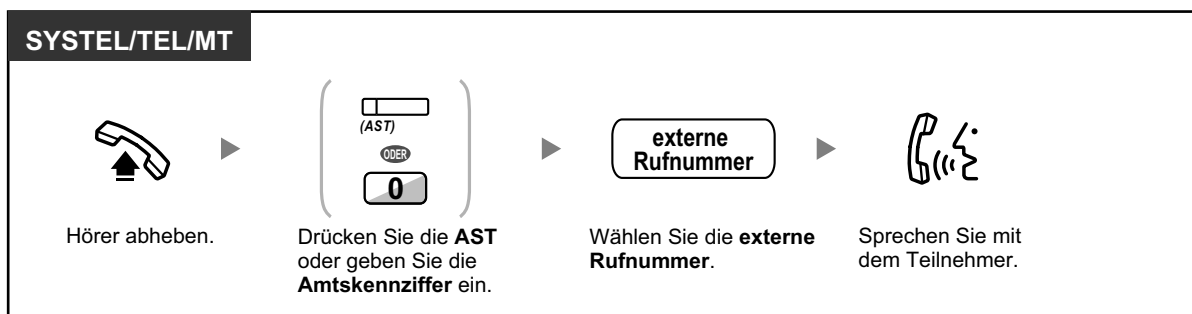 SYSTEL/TEL/MT
(AST)
ODER
0
externe
Rufnummer
Hörer abheben.
Drücken Sie die AST
oder geben Sie die
Amtskennziffer ein.
Wählen Sie die externe
Rufnummer.
Sprechen Sie mit
dem Teilnehmer.